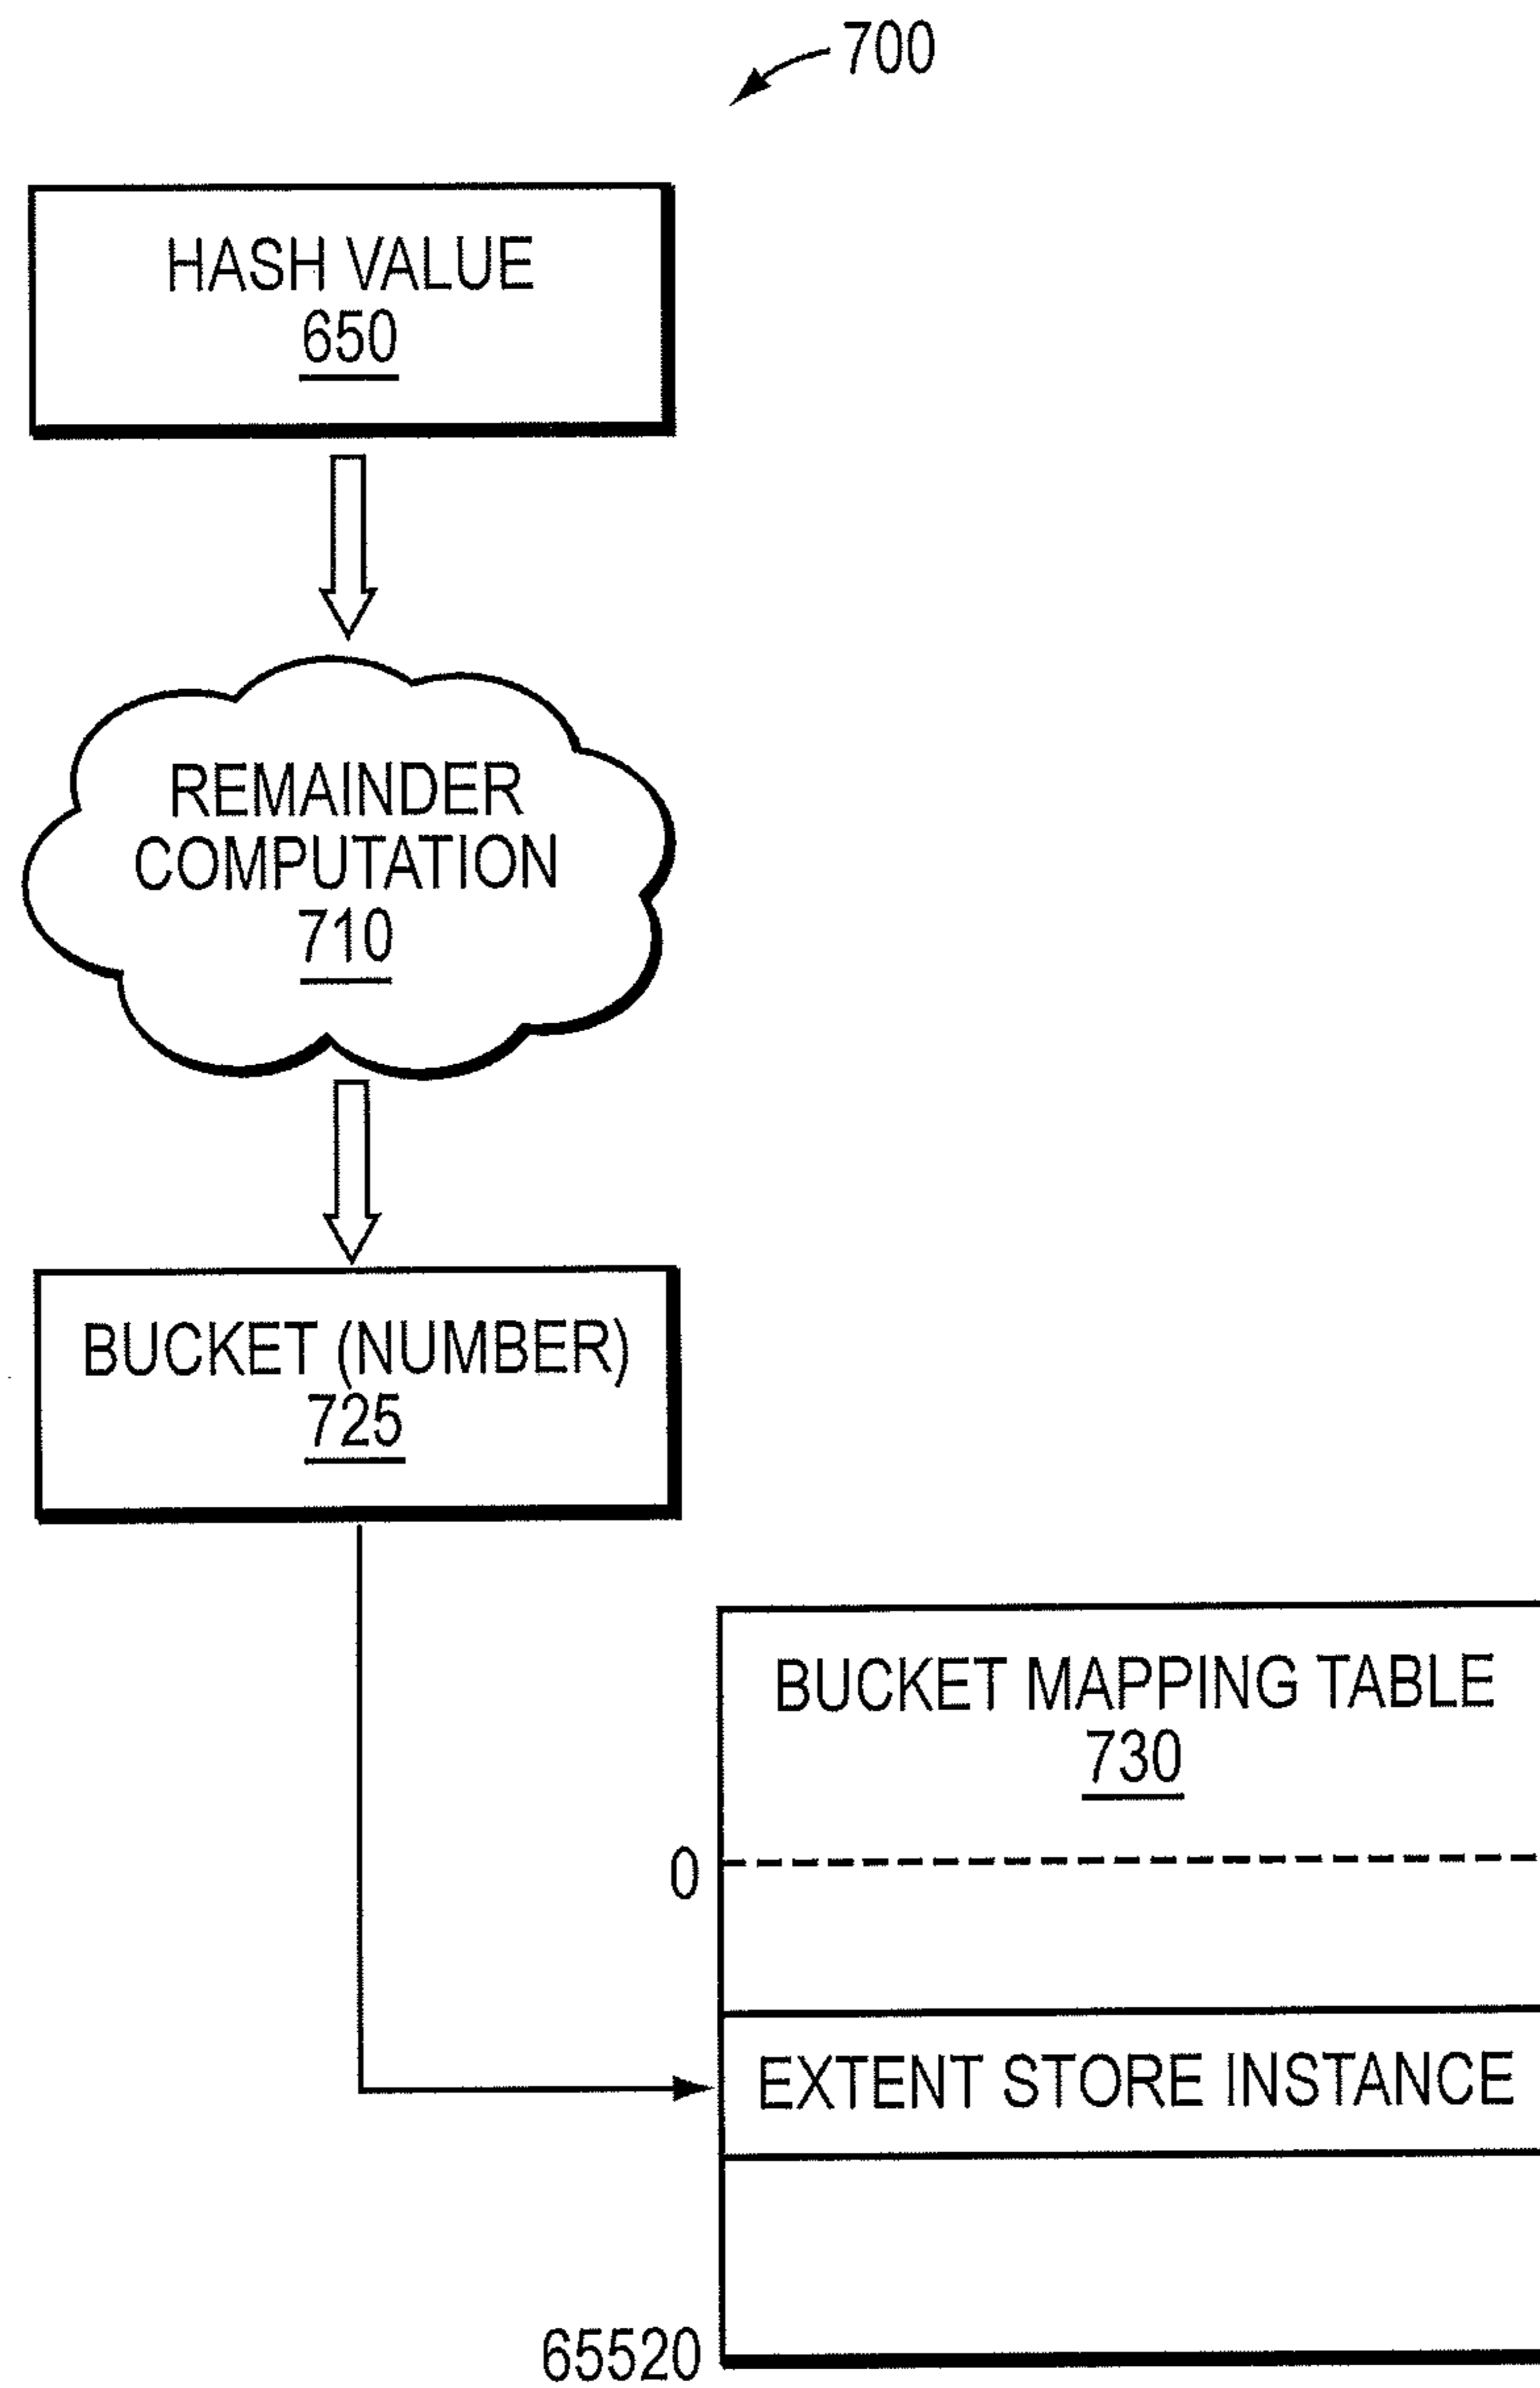 700
HASH VALUE
650
REMAINDER
COMPUTATION
710
BUCKET (NUMBER)
725
BUCKET MAPPING TABLE
730
0
EXTENT STORE INSTANCE
65520